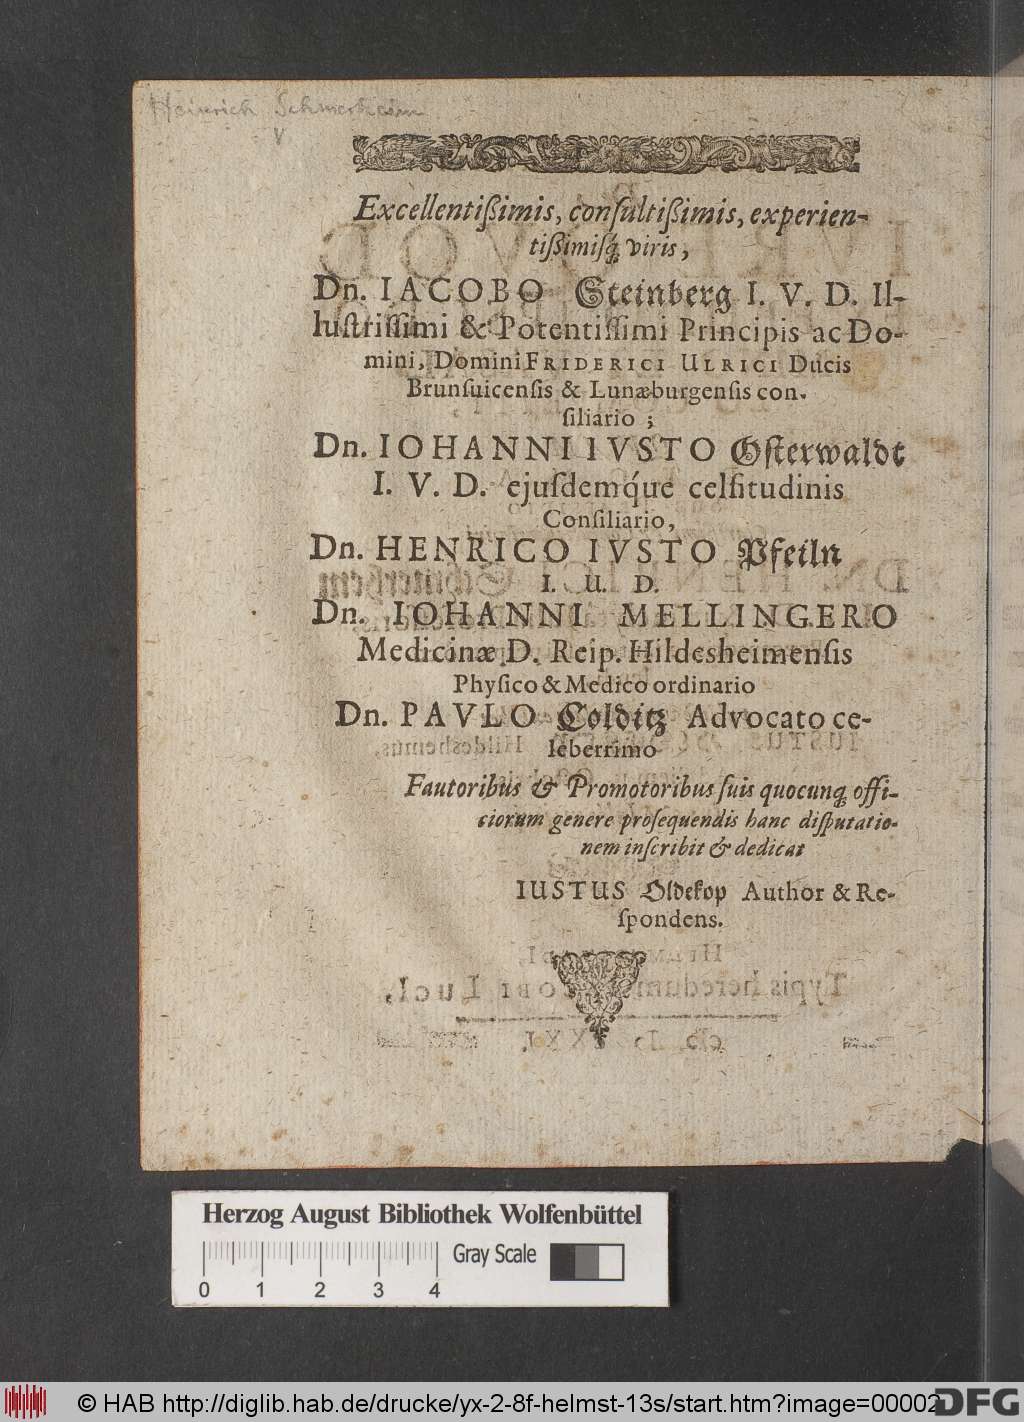 Heinrich Schmerheim
Excellentißimis, conſultißimis, experien-
tißimiſq́; viris,
Dn. IACOBO Steinberg I. V. D. Il-
luſtriſſimi & Potentiſſimi Principis ac Do-
mini, Domini FRIDERICI ULRICI Ducis
Brunſuicenſis & Lunæburgenſis con-
ſiliario;
Dn. IOHANNI IVSTO Oſterwaldt
I. V. D. ejuſdemq́ue celſitudinis
Conſiliario,
Dn. HENRICO IVSTO Pfeiln
I. U. D.
Dn. IOHANNI MELLINGERO
Medicinæ D. Reip. Hildesheimenſis
Phyſico & Medico ordinario
Dn. PAVLO Colditz Advocato ce-
leberrimo
Fautoribus & Promotoribus ſuis quocunq; offi-
ciorum genere proſequendis hanc diſputatio-
nem inſcribit & dedicat
IUSTUS Oldekop Author & Re-
ſpondens.
Herzog August Bibliothek Wolfenbüttel
Gray Scale
0 1 2 3 4
© HAB http://diglib.hab.de/drucke/yx-2-8f-helmst-13s/start.htm?image=00002
DFG